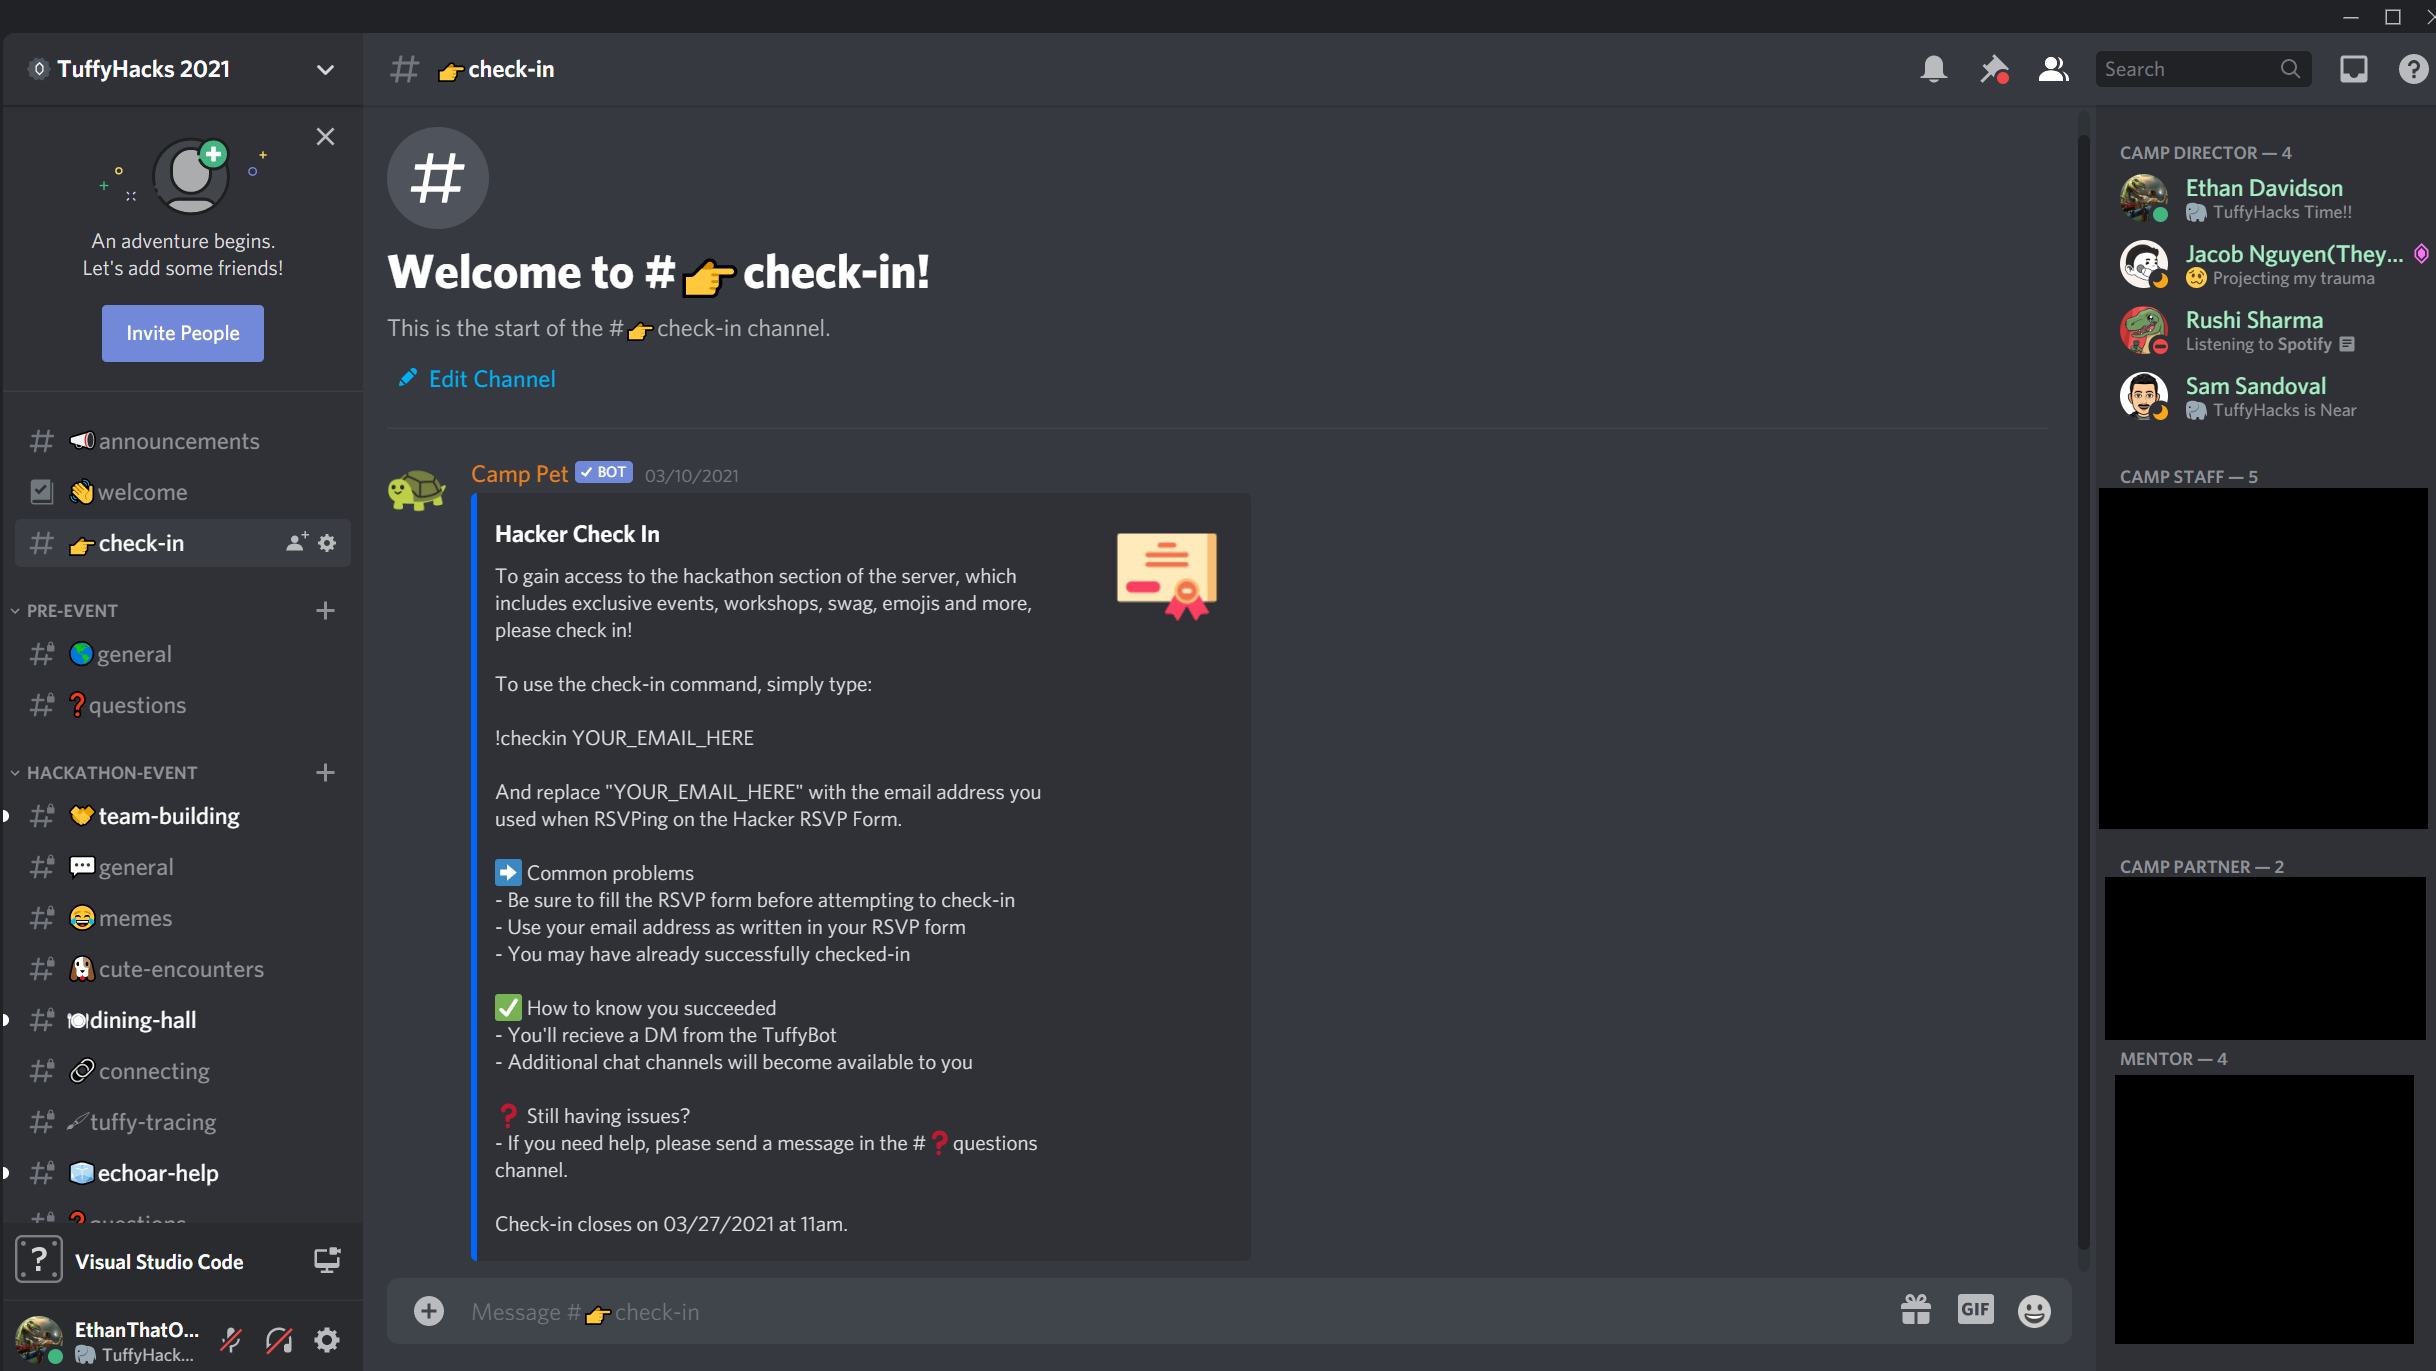 TuffyHacks 2021
An adventure begins.
Let's add some friends!
Invite People
announcements
welcome
check-in
PRE-EVENT
general
questions
HACKATHON-EVENT
team-building
general
memes
cute-encounters
dining-hall
connecting
tuffy-tracing
echoar-help
questions
Visual Studio Code
EthanThatO...
TuffyHack...
# 👉check-in
Search
Welcome to #👉check-in!
This is the start of the #👉check-in channel.
Edit Channel
Camp Pet ✓ BOT 03/10/2021
Hacker Check In
To gain access to the hackathon section of the server, which
includes exclusive events, workshops, swag, emojis and more,
please check in!
To use the check-in command, simply type:
!checkin YOUR_EMAIL_HERE
And replace "YOUR_EMAIL_HERE" with the email address you
used when RSVPing on the Hacker RSVP Form.
➡️ Common problems
- Be sure to fill the RSVP form before attempting to check-in
- Use your email address as written in your RSVP form
- You may have already successfully checked-in
✅ How to know you succeeded
- You'll recieve a DM from the TuffyBot
- Additional chat channels will become available to you
❓ Still having issues?
- If you need help, please send a message in the #❓questions
channel.
Check-in closes on 03/27/2021 at 11am.
Message #👉check-in
GIF
CAMP DIRECTOR — 4
Ethan Davidson
TuffyHacks Time!!
Jacob Nguyen(They...
Projecting my trauma
Rushi Sharma
Listening to Spotify
Sam Sandoval
TuffyHacks is Near
CAMP STAFF — 5
CAMP PARTNER — 2
MENTOR — 4